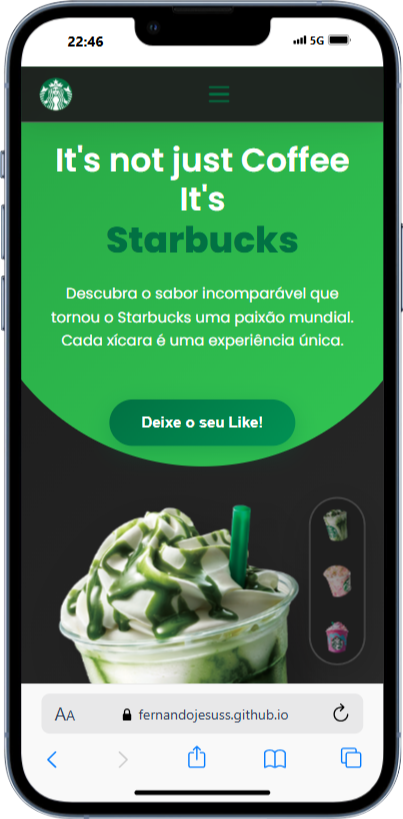 22:46
5G
It's not just Coffee
It's
Starbucks
Descubra o sabor incomparável que
tornou o Starbucks uma paixão mundial.
Cada xícara é uma experiência única.
Deixe o seu Like!
AA
fernandojesuss.github.io